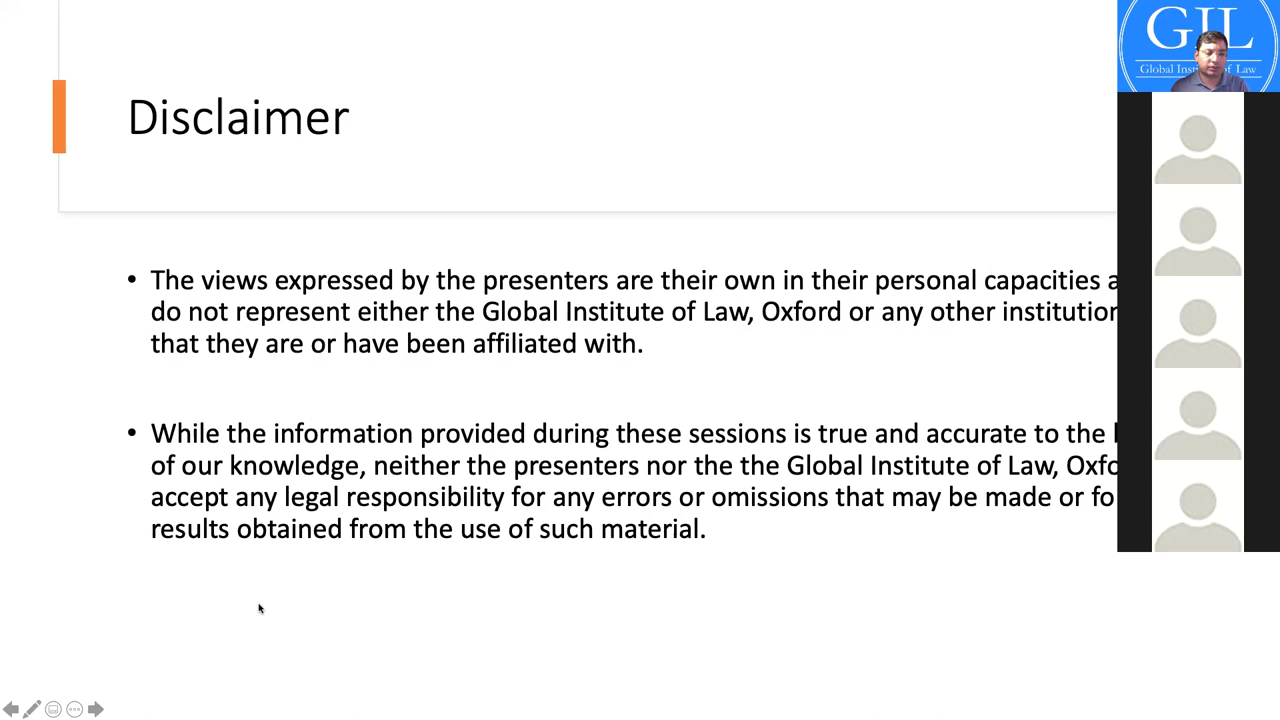 GIL
Global Inst of Law
Disclaimer
• The views expressed by the presenters are their own in their personal capacities
do not represent either the Global Institute of Law, Oxford or any other institution
that they are or have been affiliated with.
• While the information provided during these sessions is true and accurate to the
of our knowledge, neither the presenters nor the the Global Institute of Law, Oxfo
accept any legal responsibility for any errors or omissions that may be made or fo
results obtained from the use of such material.